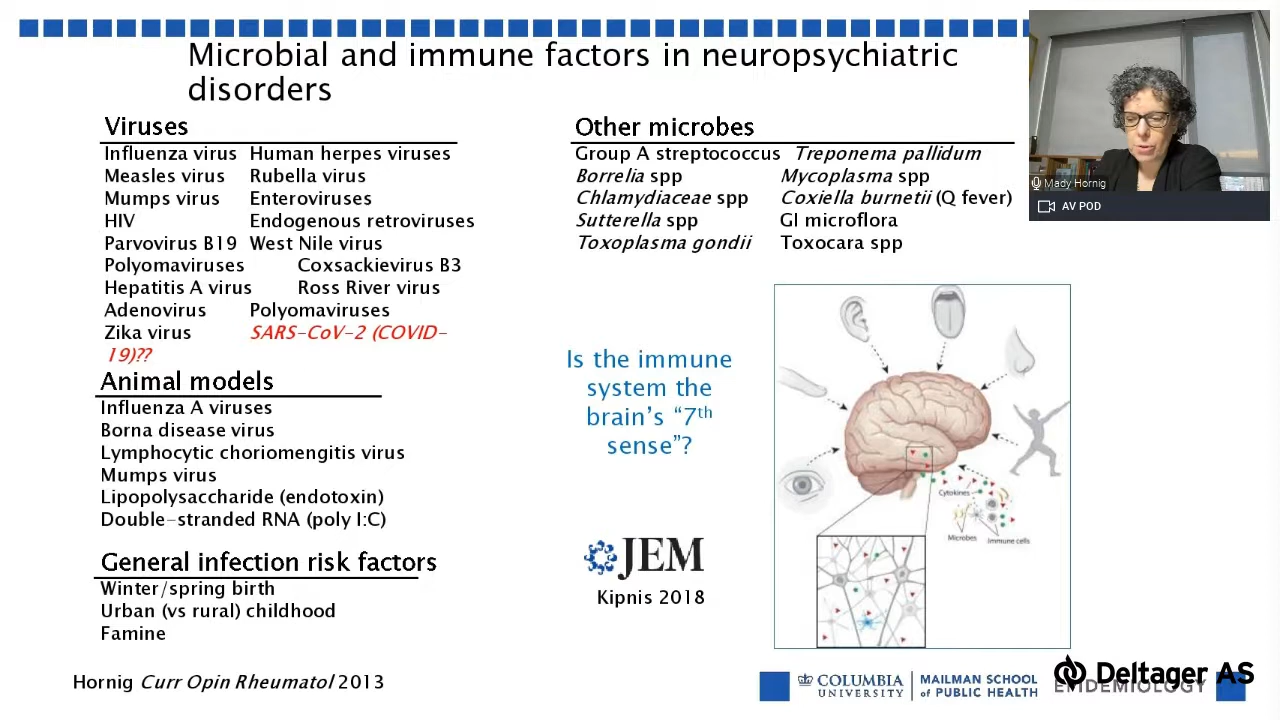 Microbial and immune factors in neuropsychiatric
disorders
Viruses
Influenza virus Human herpes viruses
Measles virus Rubella virus
Mumps virus Enteroviruses
HIV Endogenous retroviruses
Parvovirus B19 West Nile virus
Polyomaviruses Coxsackievirus B3
Hepatitis A virus Ross River virus
Adenovirus Polyomaviruses
Zika virus SARS-CoV-2 (COVID-
19)??
Animal models
Influenza A viruses
Borna disease virus
Lymphocytic choriomengitis virus
Mumps virus
Lipopolysaccharide (endotoxin)
Double-stranded RNA (poly I:C)
General infection risk factors
Winter/spring birth
Urban (vs rural) childhood
Famine
Hornig Curr Opin Rheumatol 2013
Other microbes
Group A streptococcus Treponema pallidum
Borrelia spp Mycoplasma spp
Chlamydiaceae spp Coxiella burnetii (Q fever)
Sutterella spp GI microflora
Toxoplasma gondii Toxocara spp
Is the immune
system the
brain's "7th
sense"?
JEM
Kipnis 2018
Cytokines
Microbes Immune cells
Mady Hornig
AV POD
COLUMBIA
UNIVERSITY
MAILMAN SCHOOL
of PUBLIC HEALTH
EPIDEMIOLOGY
Deltager AS